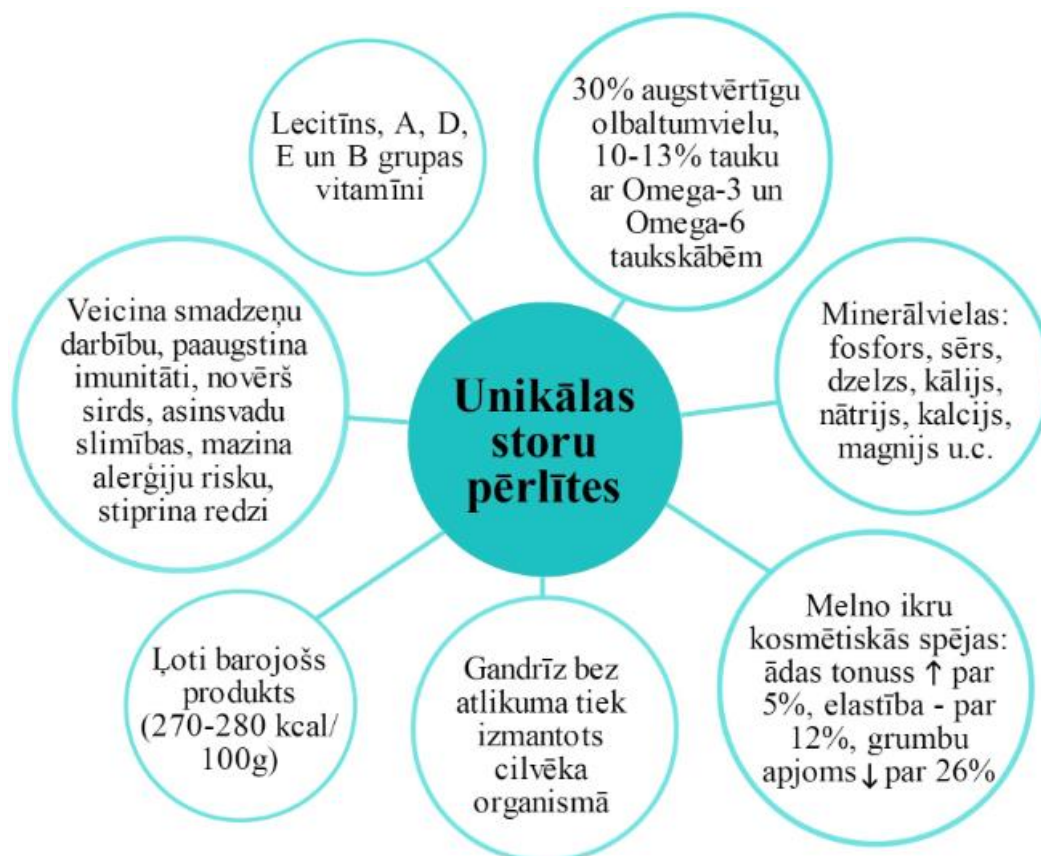 Lecitīns, A, D,
E un B grupas
vitamīni
30% augstvērtīgu
olbaltumvielu,
10-13% tauku
ar Omega-3 un
Omega-6
taukskābēm
Veicina smadzeņu
darbību, paaugstina
imunitāti, novērš
sirds, asinsvadu
slimības, mazina
alerģiju risku,
stiprina redzi
Unikālas
storu
pērlītes
Minerālvielas:
fosfors, sērs,
dzelzs, kālijs,
nātrijs, kalcijs,
magnijs u.c.
Ļoti barojošs
produkts
(270-280 kcal/
100g)
Gandrīz bez
atlikuma tiek
izmantots
cilvēka
organismā
Melno ikru
kosmētiskās spējas:
ādas tonuss ↑ par
5%, elastība - par
12%, grumbu
apjoms ↓ par 26%